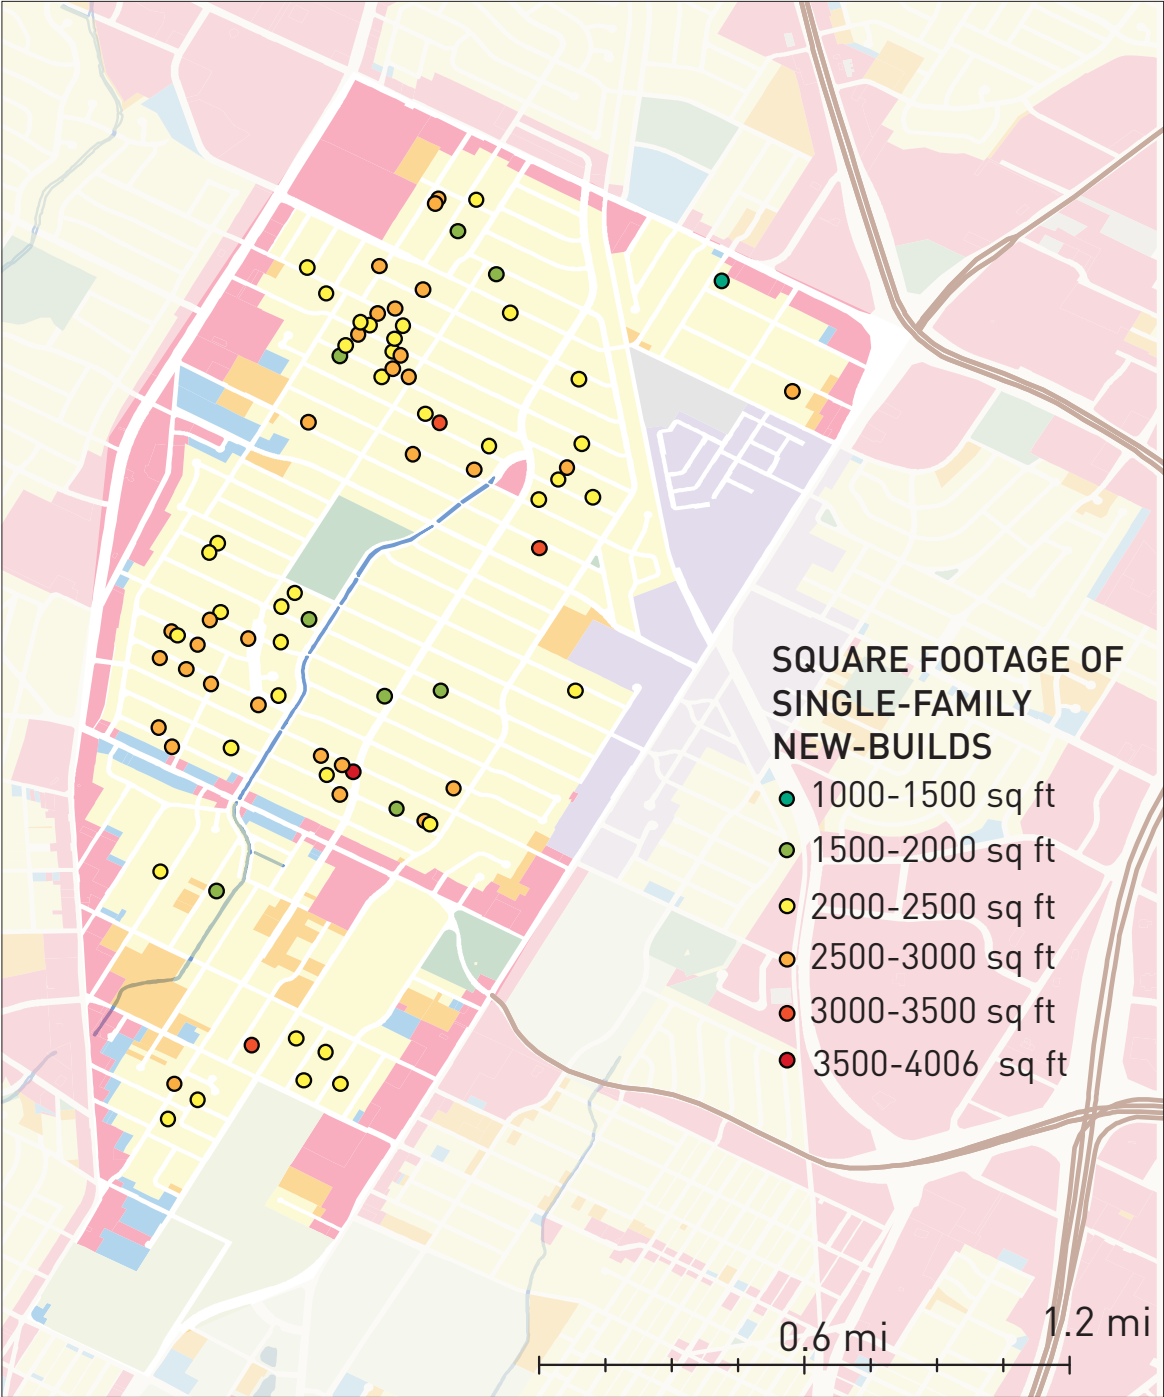 SQUARE FOOTAGE OF
SINGLE-FAMILY
NEW-BUILDS
1000-1500 sq ft
1500-2000 sq ft
2000-2500 sq ft
2500-3000 sq ft
3000-3500 sq ft
3500-4006 sq ft
0.6 mi
1.2 mi